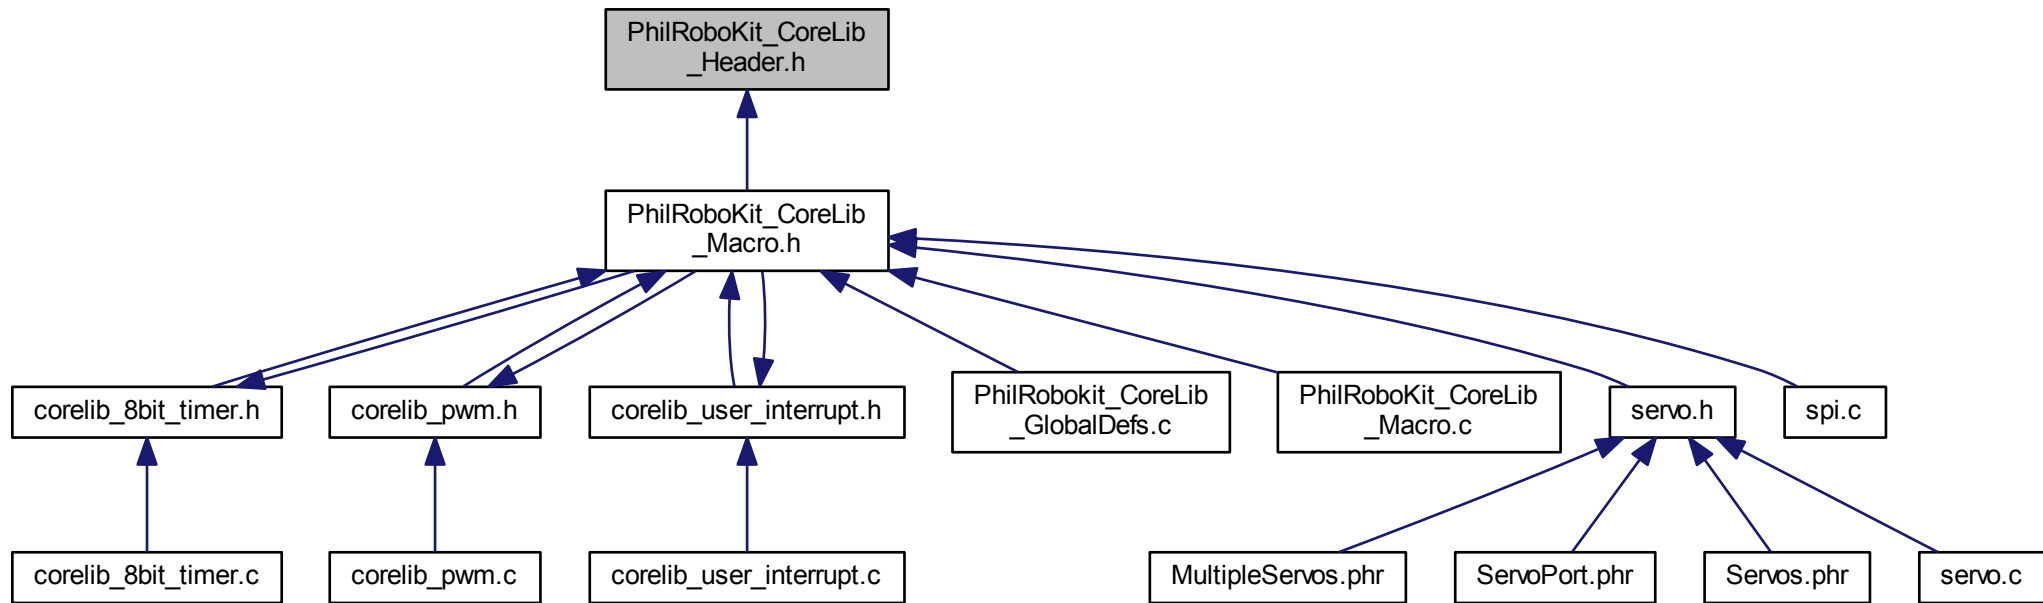 PhilRoboKit_CoreLib
_Header.h
PhilRoboKit_CoreLib
_Macro.h
corelib_8bit_timer.h
corelib_pwm.h
corelib_user_interrupt.h
PhilRobokit_CoreLib
_GlobalDefs.c
PhilRoboKit_CoreLib
_Macro.c
servo.h
spi.c
corelib_8bit_timer.c
corelib_pwm.c
corelib_user_interrupt.c
MultipleServos.phr
ServoPort.phr
Servos.phr
servo.c